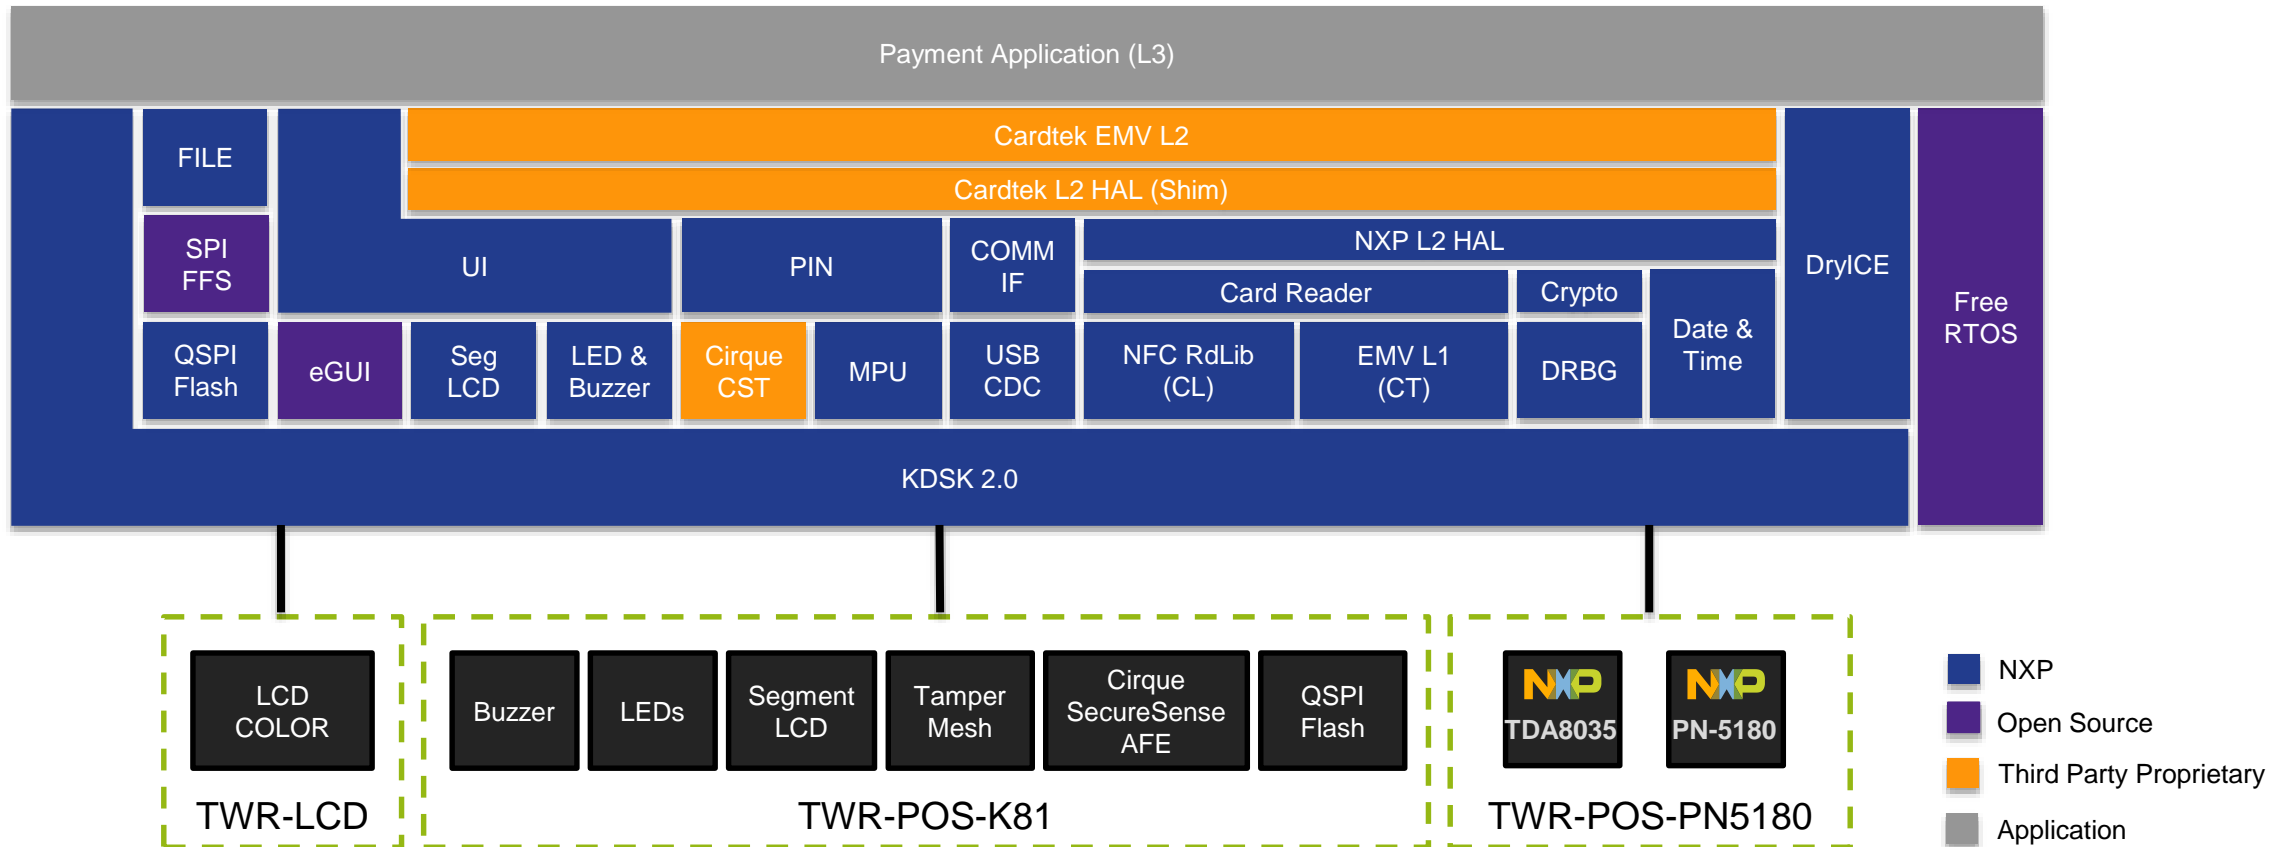 Payment Application (L3)
FILE
Cardtek EMV L2
Cardtek L2 HAL (Shim)
SPI
FFS
UI
PIN
COMM
IF
NXP L2 HAL
Card Reader
Crypto
DryICE
Free
RTOS
QSPI
Flash
eGUI
Seg
LCD
LED &
Buzzer
Cirque
CST
MPU
USB
CDC
NFC RdLib
(CL)
EMV L1
(CT)
DRBG
Date &
Time
KDSK 2.0
LCD
COLOR
Buzzer
LEDs
Segment
LCD
Tamper
Mesh
Cirque
SecureSense
AFE
QSPI
Flash
NXP
TDA8035
NXP
PN-5180
TWR-LCD
TWR-POS-K81
TWR-POS-PN5180
NXP
Open Source
Third Party Proprietary
Application